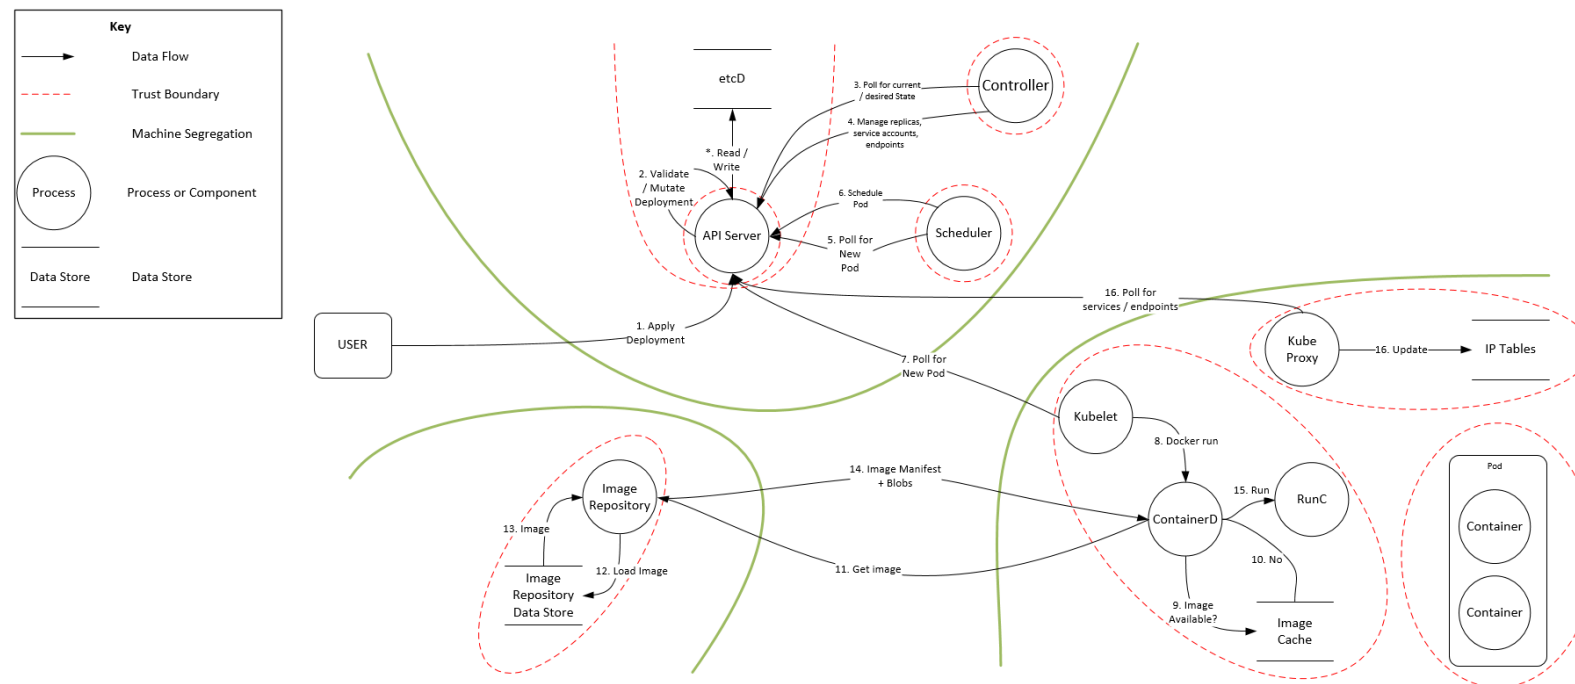 Key
Data Flow
Trust Boundary
Machine Segregation
Process
Process or Component
Data Store
Data Store
etcD
Controller
3. Poll for current
/ desired State
4. Manage replicas,
service accounts,
endpoints
*. Read /
Write
2. Validate
/ Mutate
Deployment
6. Schedule
Pod
API Server
5. Poll for
New
Pod
Scheduler
16. Poll for
services / endpoints
USER
1. Apply
Deployment
Kube
Proxy
16. Update
IP Tables
7. Poll for
New Pod
Kubelet
8. Docker run
14. Image Manifest
+ Blobs
Image
Repository
13. Image
12. Load Image
Image
Repository
Data Store
11. Get image
ContainerD
15. Run
RunC
10. No
9. Image
Available?
Image
Cache
Pod
Container
Container